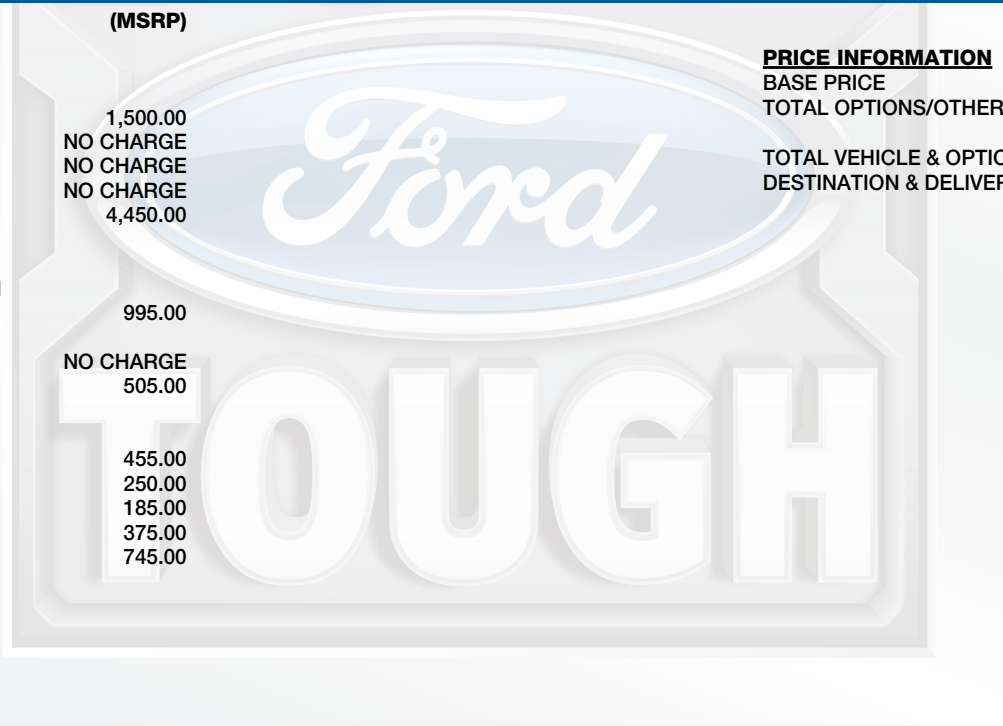 (MSRP)
1,500.00
NO CHARGE
NO CHARGE
NO CHARGE
4,450.00
995.00
NO CHARGE
505.00
455.00
250.00
185.00
375.00
745.00
PRICE INFORMATION
BASE PRICE
TOTAL OPTIONS/OTHER
TOTAL VEHICLE & OPTIO
DESTINATION & DELIVER
Ford
TOUGH